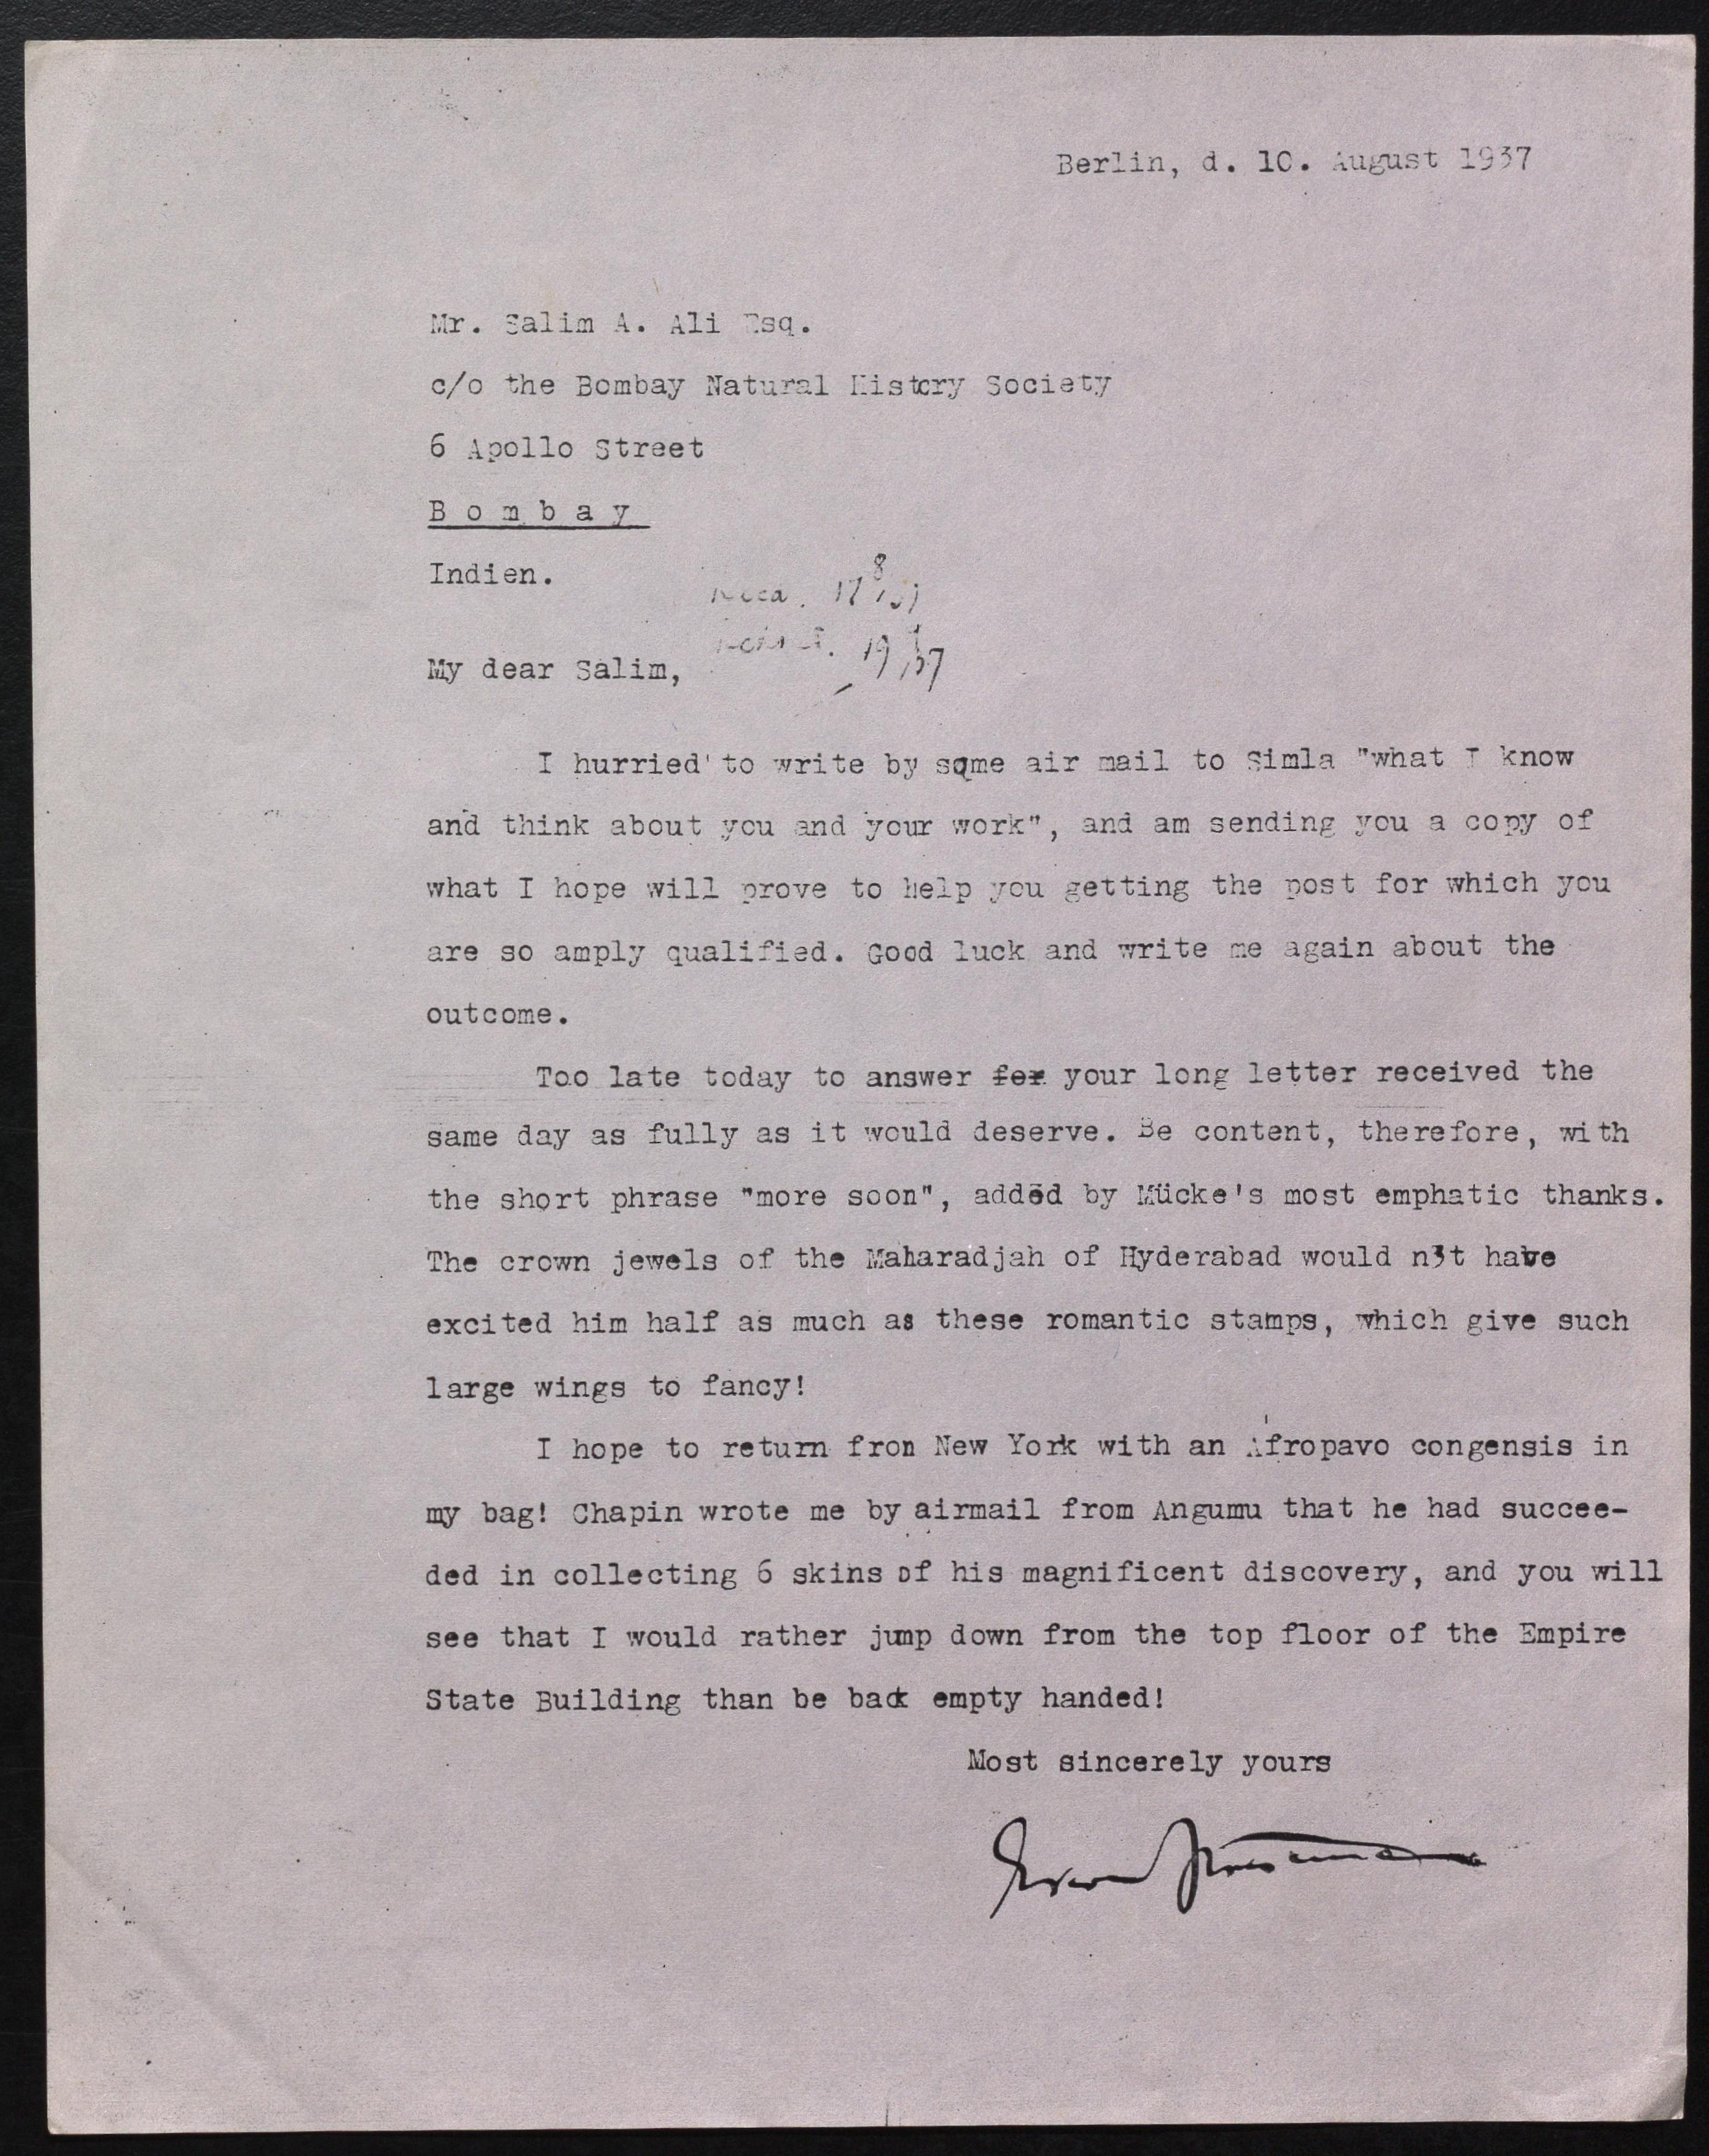 Berlin, d. 10. August 1937
Mr. Salim A. Ali Esq.
c/o the Bombay Natural History Society
6 Apollo Street
B o m b a y
Indien.
17 8
19 /37
My dear Salim,
I hurried to write by same air mail to Simla "what I know
and think about you and your work", and am sending you a copy of
what I hope will prove to help you getting the post for which you
are so amply qualified. Good luck and write me again about the
outcome.
Too late today to answer for your long letter received the
same day as fully as it would deserve. Be content, therefore, with
the short phrase "more soon", added by Mücke's most emphatic thanks.
The crown jewels of the Maharadjah of Hyderabad would n3t have
excited him half as much as these romantic stamps, which give such
large wings to fancy!
I hope to return fron New York with an Afropavo congensis in
my bag! Chapin wrote me by airmail from Angumu that he had succee-
ded in collecting 6 skins of his magnificent discovery, and you will
see that I would rather jump down from the top floor of the Empire
State Building than be back empty handed!
Most sincerely yours